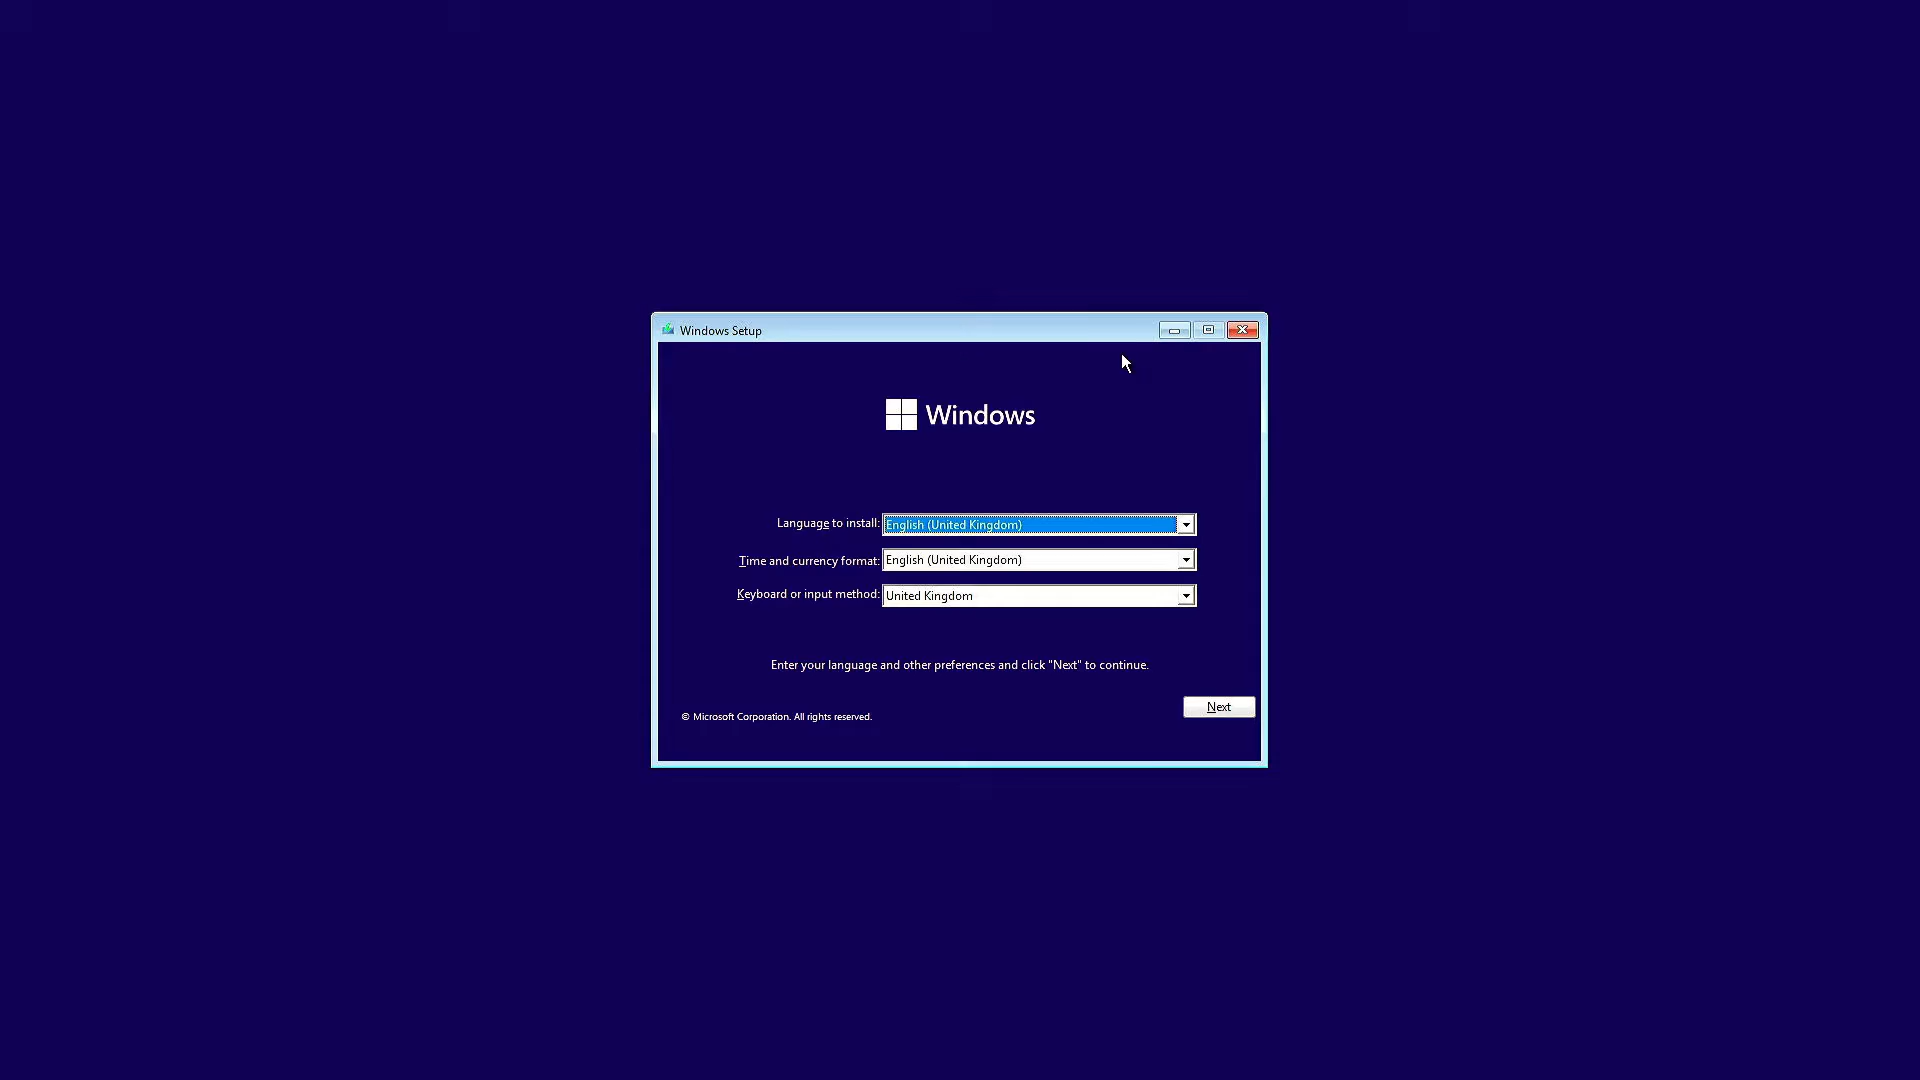 Windows Setup
Windows
Language to install: English (United Kingdom)
Time and currency format: English (United Kingdom)
Keyboard or input method: United Kingdom
Enter your language and other preferences and click "Next" to continue.
Next
© Microsoft Corporation. All rights reserved.